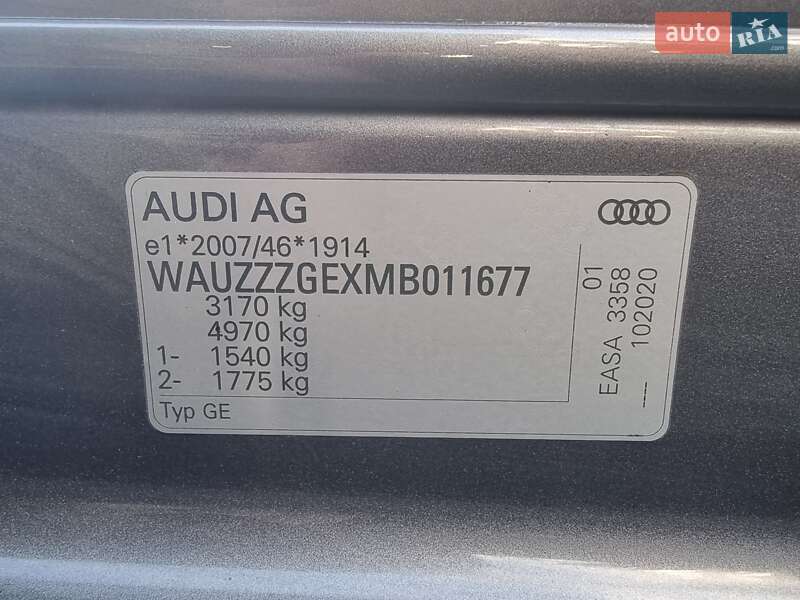 auto RIA .com
AUDI AG
e1*2007/46*1914
WAUZZZGEXMB011677
3170 kg
4970 kg
1- 1540 kg
2- 1775 kg
Typ GE
01
EASA 3358
---- 102020